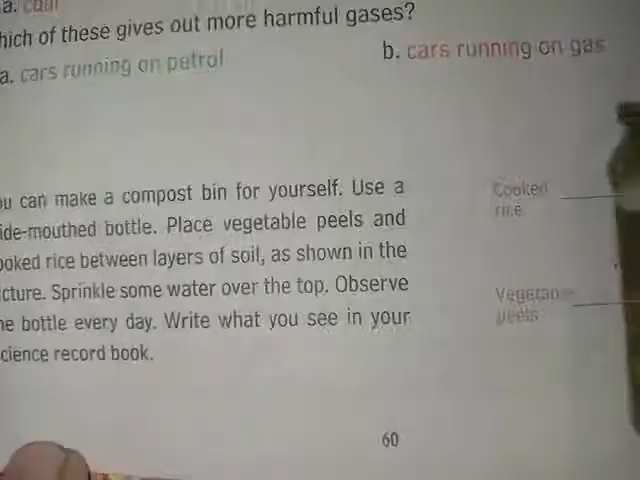 a. coal
hich of these gives out more harmful gases?
a. cars running on petrol
b. cars running on gas
ou can make a compost bin for yourself. Use a
ide-mouthed bottle. Place vegetable peels and
ooked rice between layers of soil, as shown in the
cture. Sprinkle some water over the top. Observe
he bottle every day. Write what you see in your
cience record book.
Cooked
rice
Vegetable
peels
60